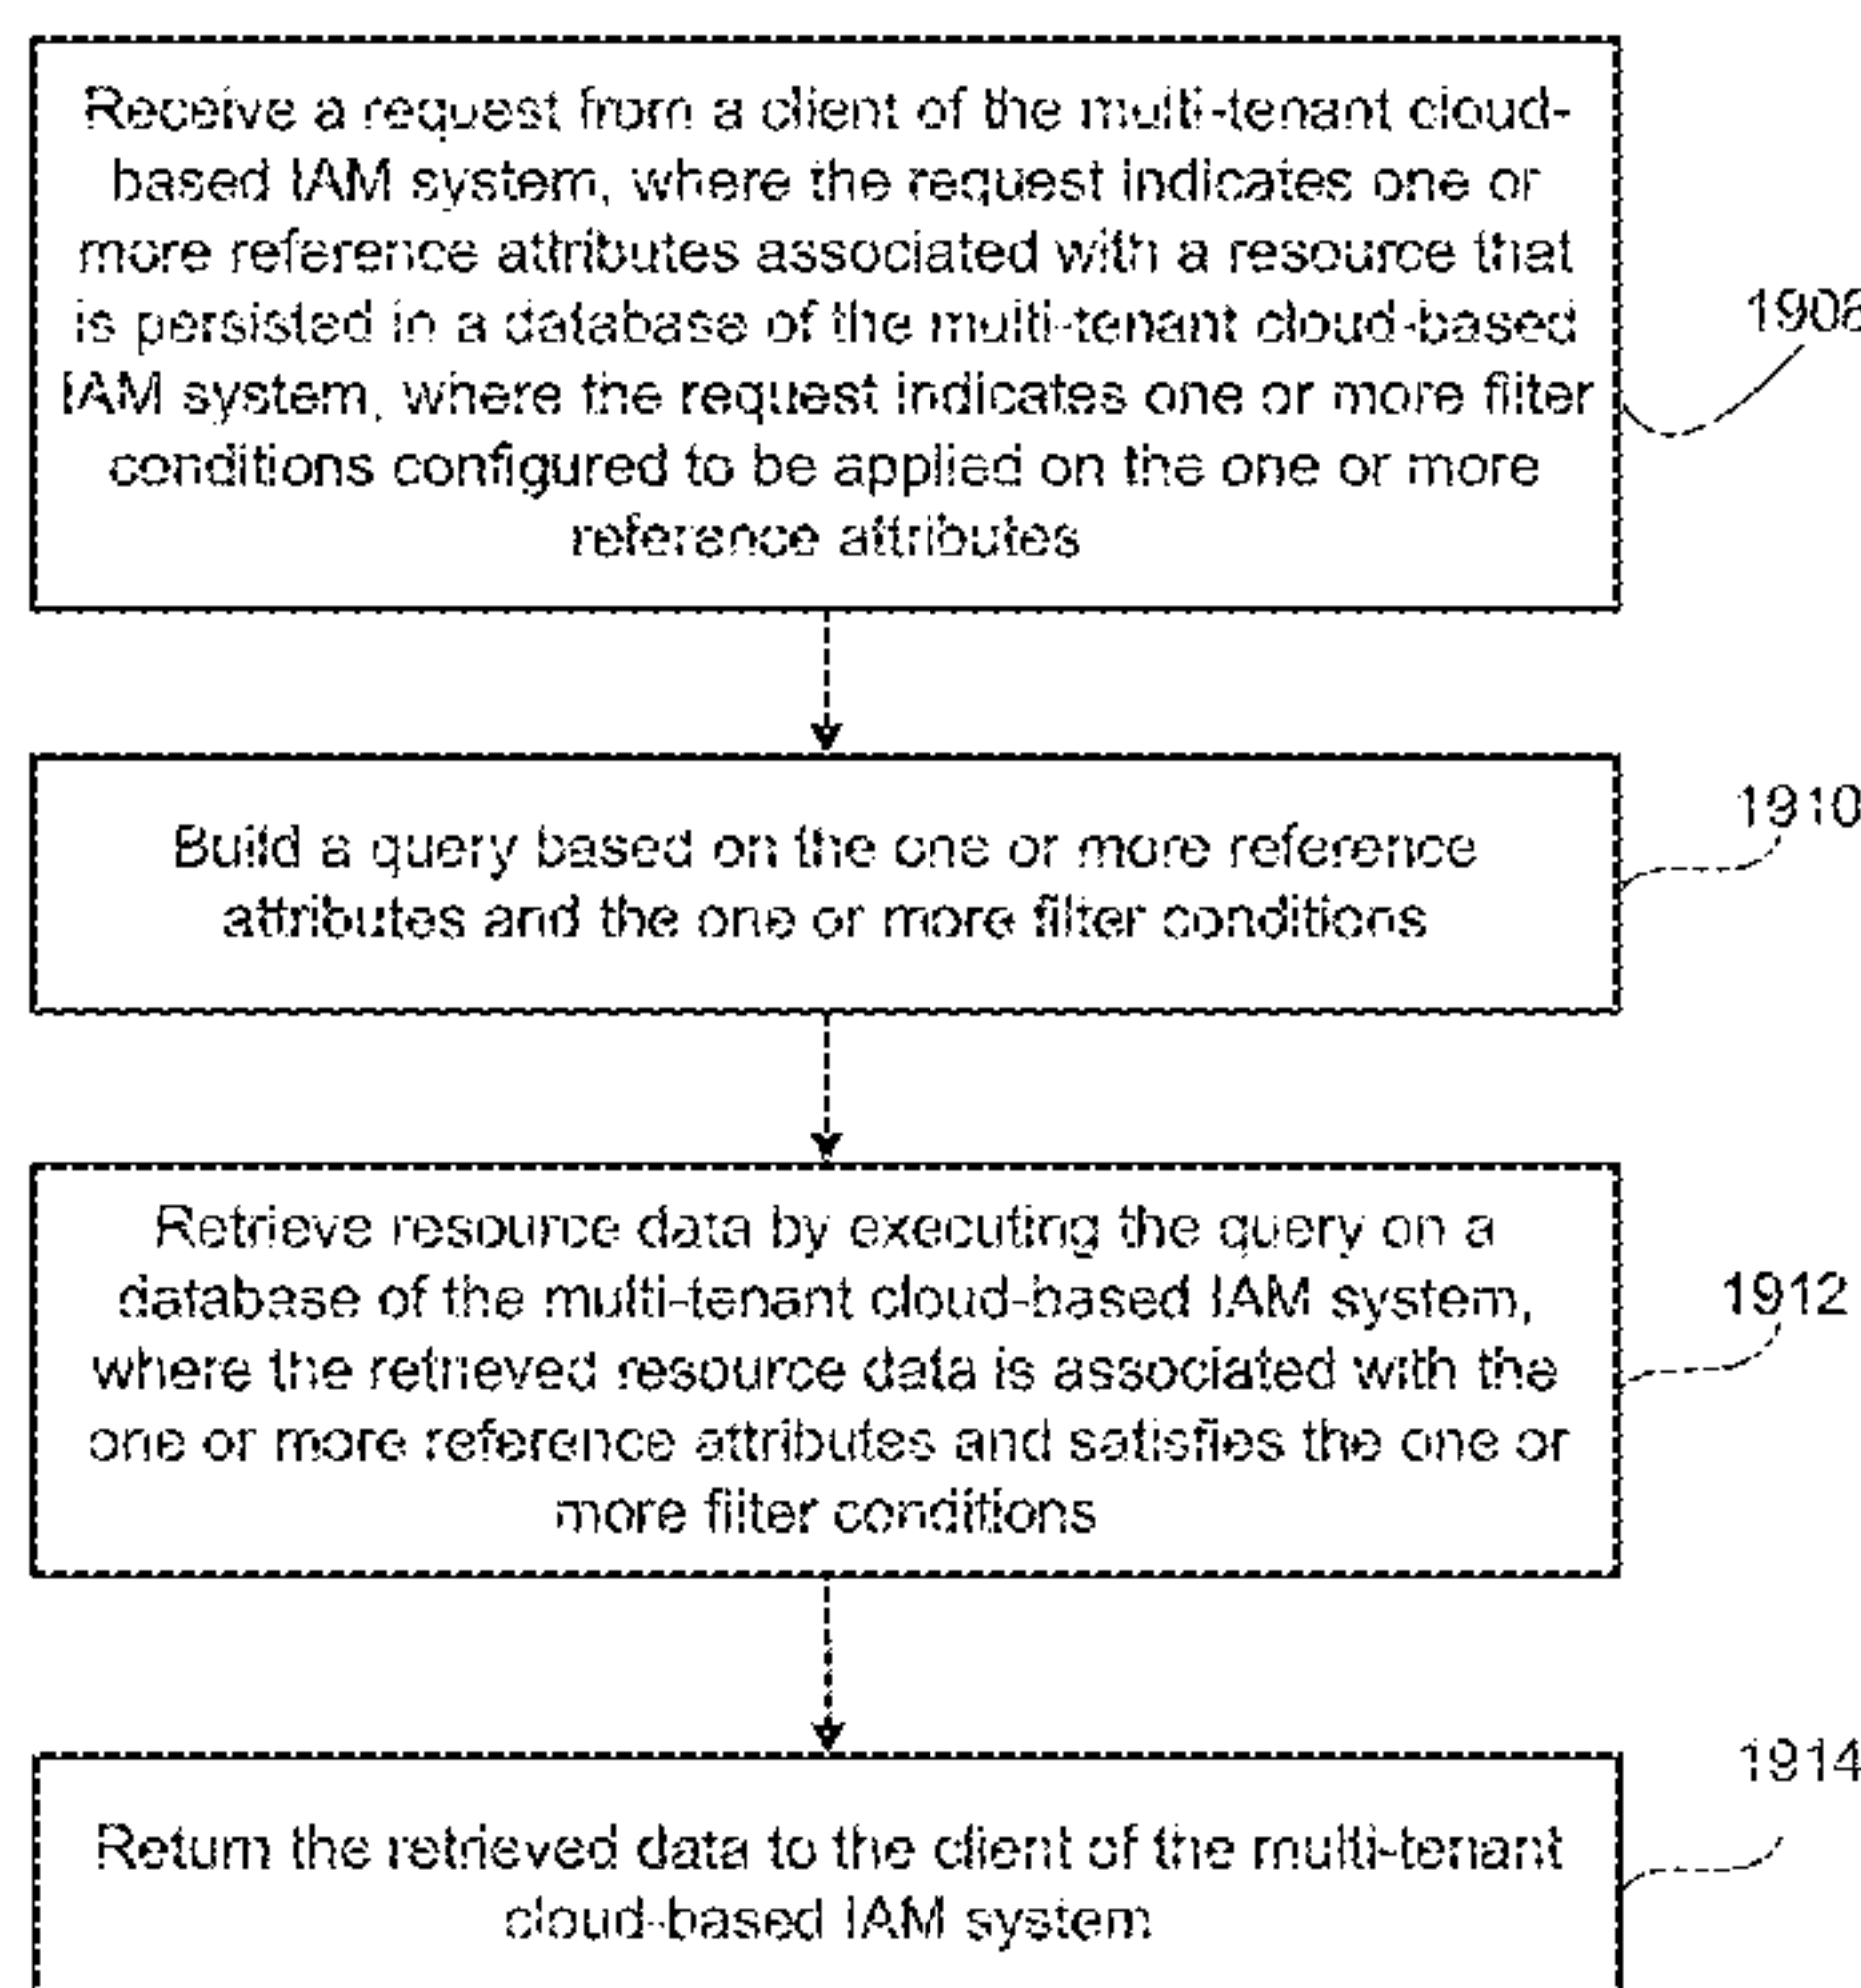 Receive a request from a client of the multi-tenant cloud-
based IAM system, where the request indicates one or
more reference attributes associated with a resource that
is persisted in a database of the multi-tenant cloud-based
IAM system, where the request indicates one or more filter
conditions configured to be applied on the one or more
reference attributes
Build a query based on the one or more reference
attributes and the one or more filter conditions
1910
Retrieve resource data by executing the query on a
database of the multi-tenant cloud-based IAM system,
where the retrieved resource data is associated with the
one or more reference attributes and satisfies the one or
more filter conditions
1912
Return the retrieved data to the client of the multi-tenant
cloud-based IAM system
1914